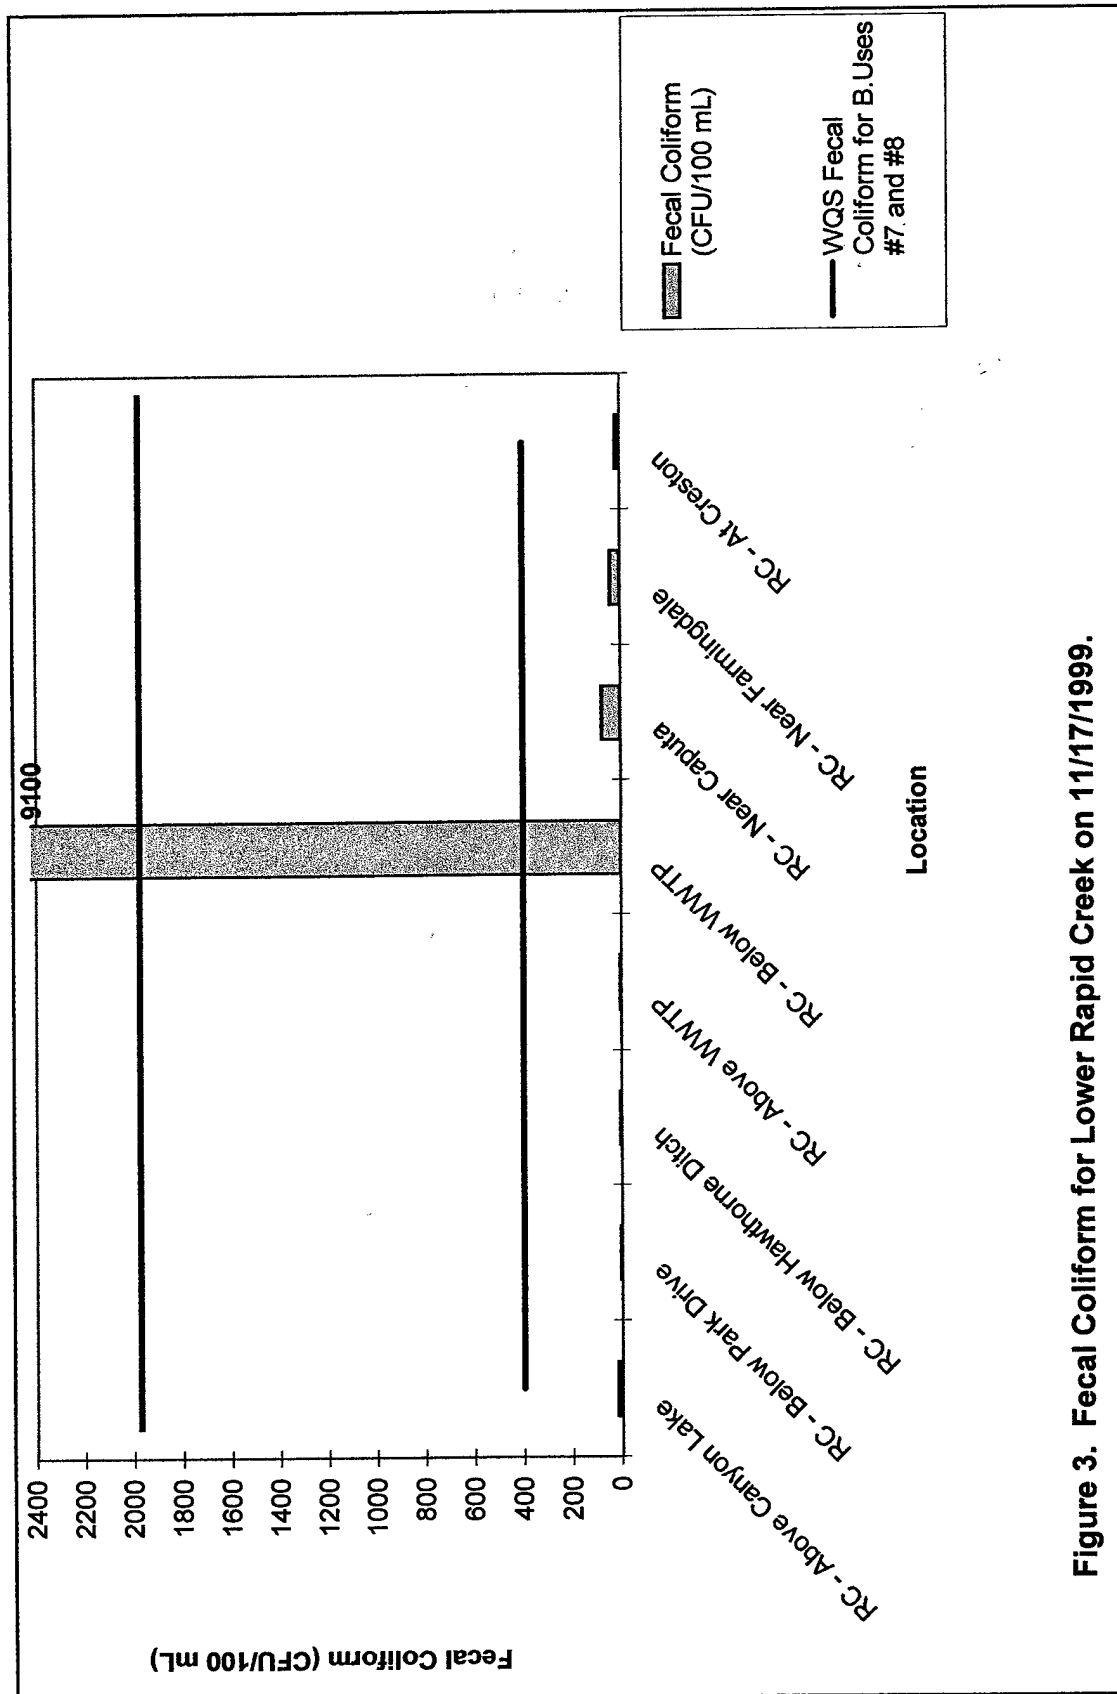 Fecal Coliform (CFU/100 mL)
2400
2200
2000
1800
1600
1400
1200
1000
800
600
400
200
0
9100
RC - Above Canyon Lake
RC - Below Park Drive
RC - Below Hawthorne Ditch
RC - Above WWTP
RC - Below WWTP
RC - Near Caputa
RC - Near Farmingdale
RC - At Creston
Location
Fecal Coliform
(CFU/100 mL)
WQS Fecal
Coliform for B.Uses
#7 and #8
Figure 3. Fecal Coliform for Lower Rapid Creek on 11/17/1999.